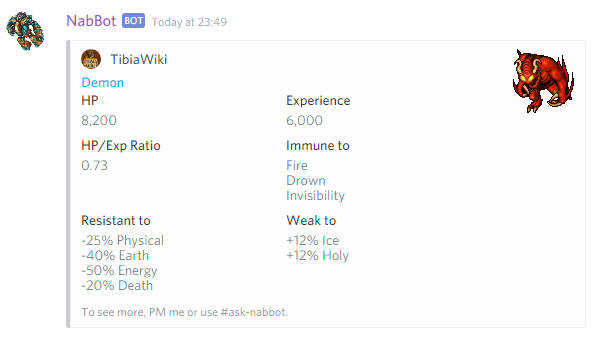 NabBot BOT Today at 23:49
TibiaWiki
Demon
HP
8,200
Experience
6,000
HP/Exp Ratio
0.73
Immune to
Fire
Drown
Invisibility
Resistant to
-25% Physical
-40% Earth
-50% Energy
-20% Death
Weak to
+12% Ice
+12% Holy
To see more, PM me or use #ask-nabbot.